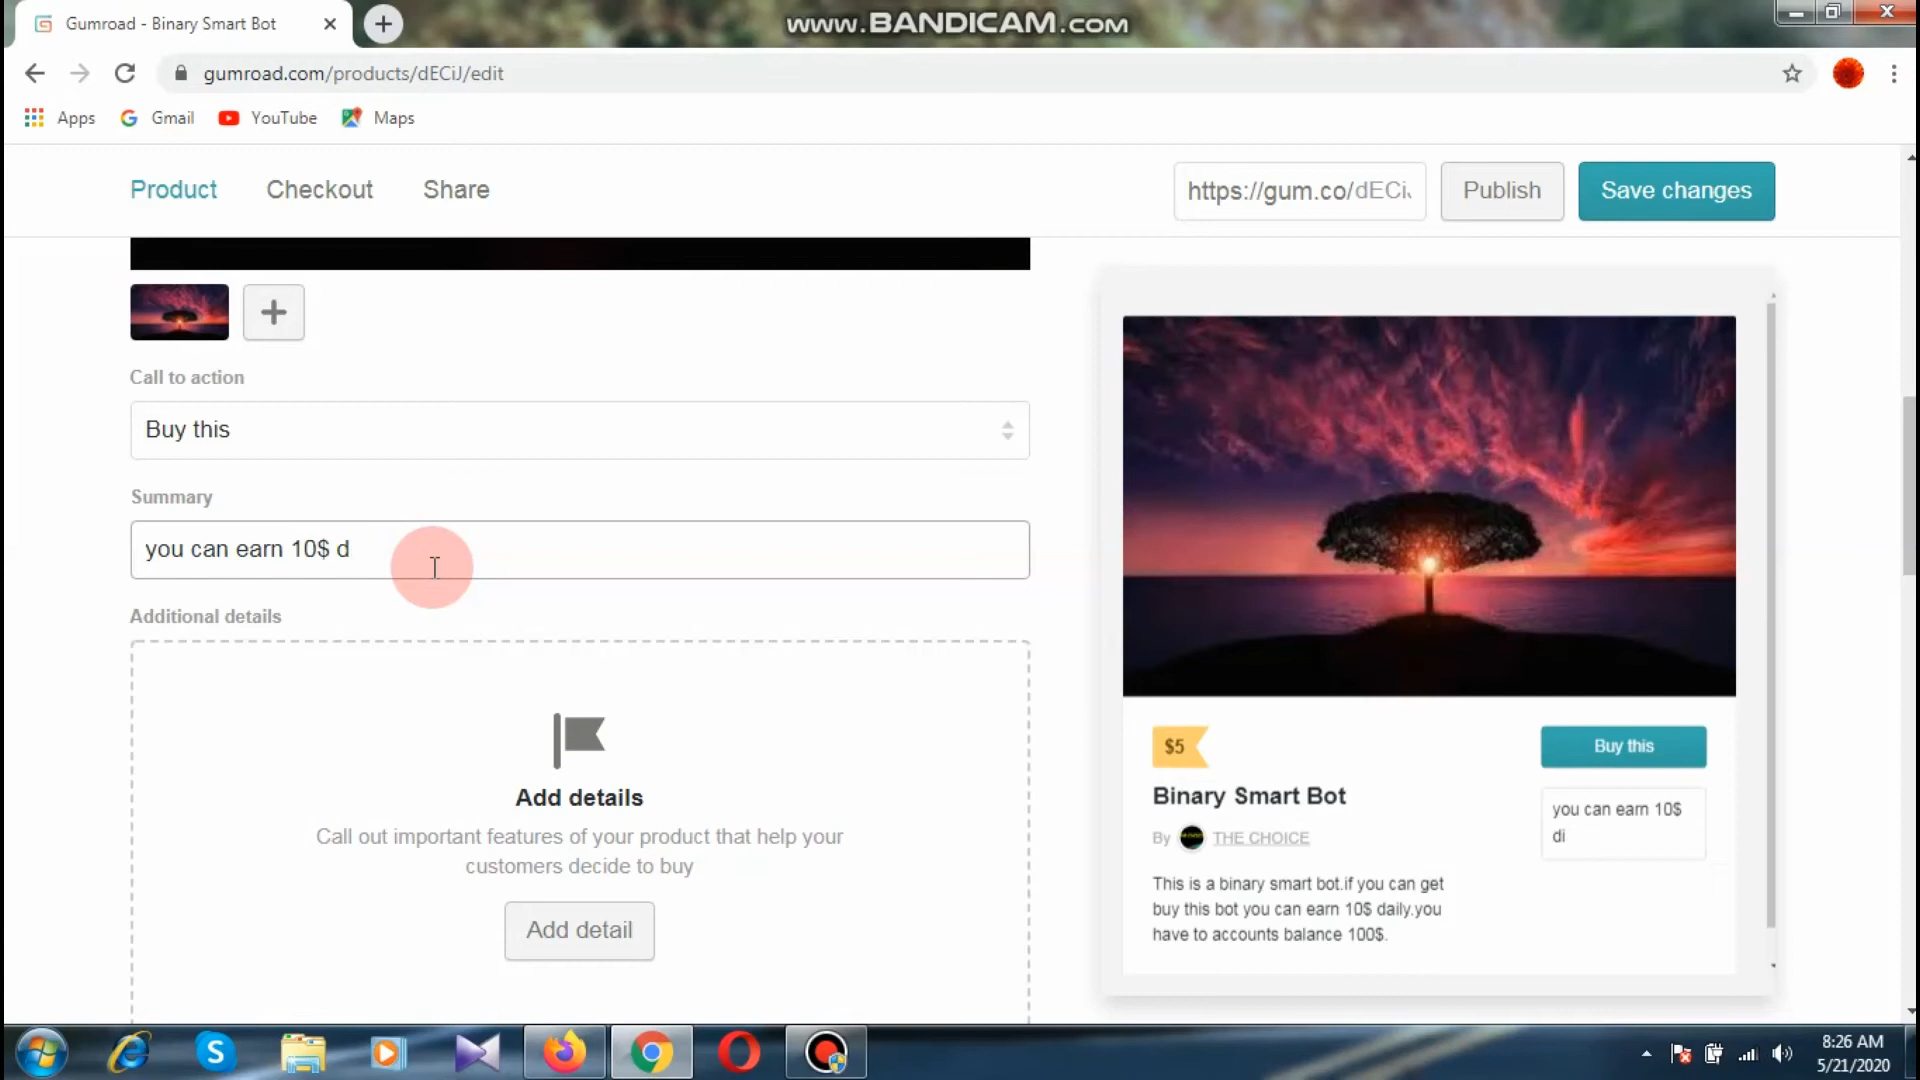 Gumroad - Binary Smart Bot
www.BANDICAM.com
gumroad.com/products/dECiJ/edit
Apps
Gmail
YouTube
Maps
Product
Checkout
Share
https://gum.co/dECi
Publish
Save changes
Call to action
Buy this
Summary
you can earn 10$ d
Additional details
Add details
Call out important features of your product that help your
customers decide to buy
Add detail
$5
Buy this
Binary Smart Bot
By THE CHOICE
you can earn 10$
di
This is a binary smart bot.if you can get
buy this bot you can earn 10$ daily.you
have to accounts balance 100$.
8:26 AM
5/21/2020